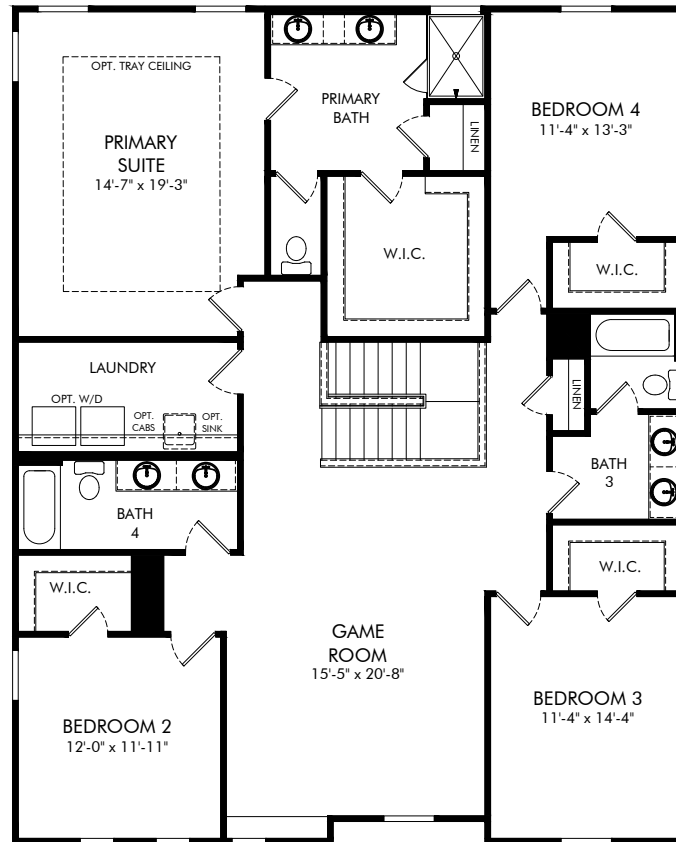 OPT. TRAY CEILING
PRIMARY
SUITE
14'-7" x 19'-3"
PRIMARY
BATH
LINEN
BEDROOM 4
11'-4" x 13'-3"
W.I.C.
W.I.C.
LAUNDRY
OPT. W/D
OPT.
CABS
OPT.
SINK
LINEN
BATH
3
BATH
4
W.I.C.
W.I.C.
GAME
ROOM
15'-5" x 20'-8"
BEDROOM 2
12'-0" x 11'-11"
BEDROOM 3
11'-4" x 14'-4"